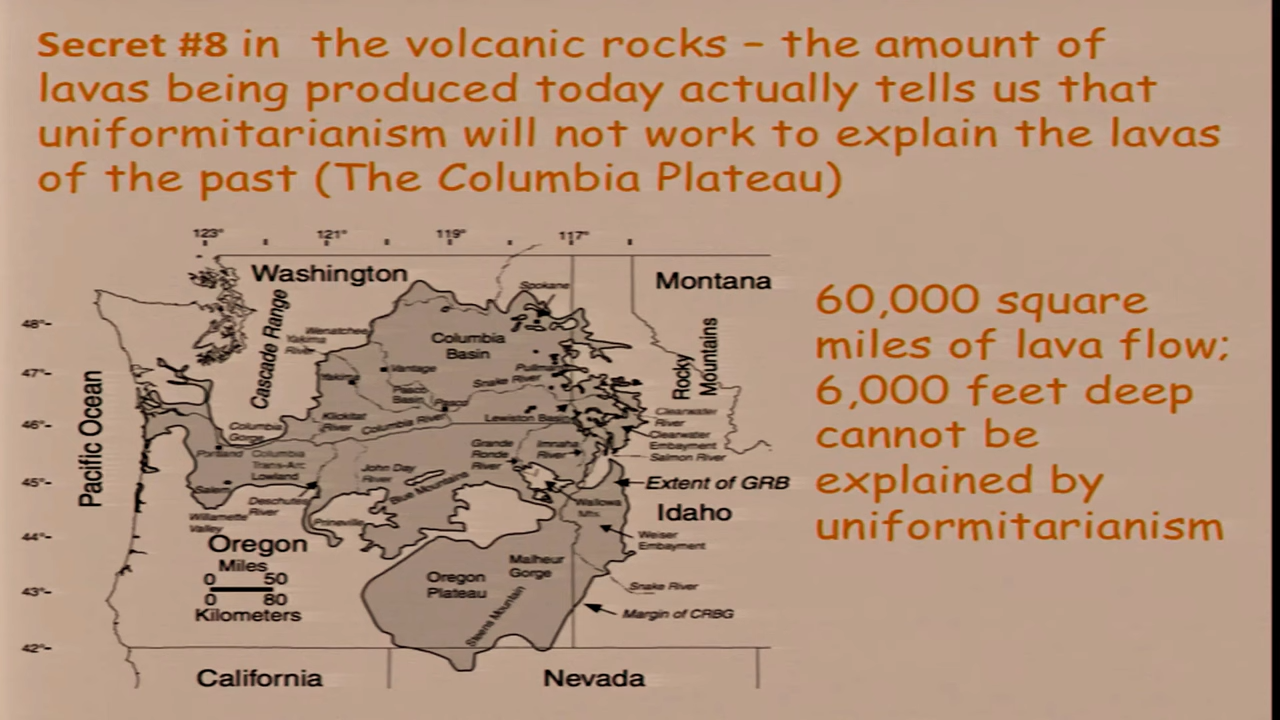 Secret #8 in the volcanic rocks – the amount of
lavas being produced today actually tells us that
uniformitarianism will not work to explain the lavas
of the past (The Columbia Plateau)
123° 121° 119° 117°
Washington
Montana
Cascade Range
Spokane
48°
Wenatchee
Yakima
River
Columbia
Basin
Rocky
Mountains
47°
Yakima
Vantage
Pullman
Pasco
Basin
Snake River
Pasco
Pacific Ocean
46°
Columbia
Gorge
Klickitat
River
Columbia River
Lewiston Basin
Clearwater
River
Clearwater
Embayment
Salmon River
Portland
Columbia
Trans-Arc
Lowland
Grande
Ronde
River
Imnaha
River
45°
Salem
John Day
River
Blue Mountains
Extent of GRB
Deschutes
River
Wallowa
Mts.
Willamette
Valley
Prineville
Idaho
44°
Oregon
Weiser
Embayment
Miles
0 50
0 80
Kilometers
Malheur
Gorge
Oregon
Plateau
43°
Snake River
Steens Mountain
Margin of CRBG
42°
California
Nevada
60,000 square
miles of lava flow;
6,000 feet deep
cannot be
explained by
uniformitarianism